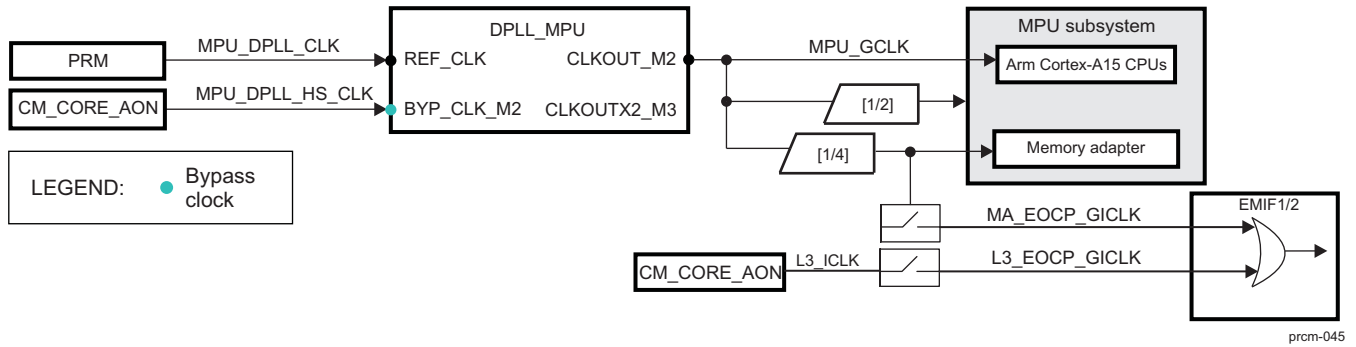 DPLL_MPU
MPU subsystem
PRM
MPU_DPLL_CLK
REF_CLK
CLKOUT_M2
MPU_GCLK
Arm Cortex-A15 CPUs
CM_CORE_AON
MPU_DPLL_HS_CLK
BYP_CLK_M2
CLKOUTX2_M3
[1/2]
[1/4]
Memory adapter
LEGEND:
Bypass
clock
EMIF1/2
MA_EOCP_GICLK
CM_CORE_AON
L3_ICLK
L3_EOCP_GICLK
prcm-045